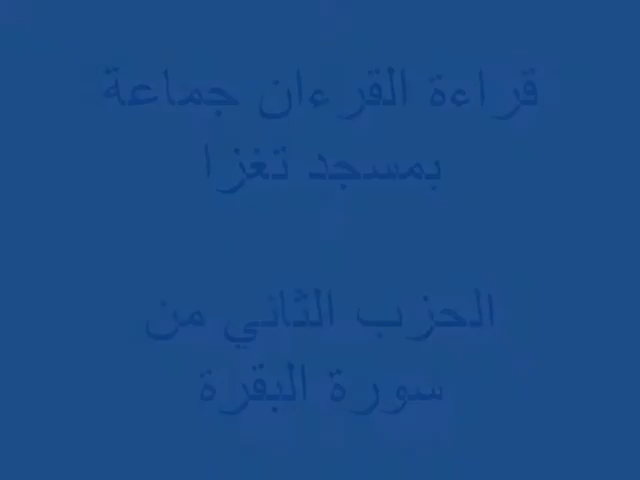 قراءة القرءان جماعة
بمسجد تغزا
الحزب الثاني من
سورة البقرة